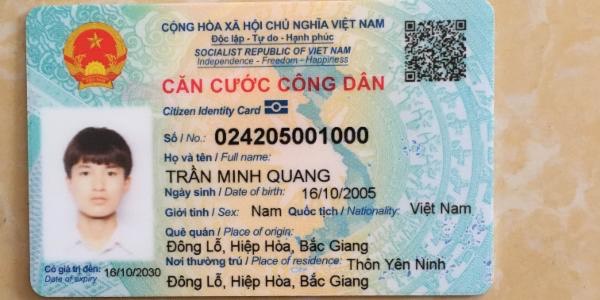 CỘNG HÒA XÃ HỘI CHỦ NGHĨA VIỆT NAM
Độc lập - Tự do - Hạnh phúc
SOCIALIST REPUBLIC OF VIET NAM
Independence - Freedom - Happiness
CĂN CƯỚC CÔNG DÂN
Citizen Identity Card
Số / No.: 024205001000
Họ và tên / Full name:
TRẦN MINH QUANG
Ngày sinh / Date of birth: 16/10/2005
Giới tính / Sex: Nam Quốc tịch / Nationality: Việt Nam
Quê quán / Place of origin:
Đông Lỗ, Hiệp Hòa, Bắc Giang
Nơi thường trú / Place of residence: Thôn Yên Ninh
Đông Lỗ, Hiệp Hòa, Bắc Giang
Có giá trị đến: 16/10/2030
Date of expiry